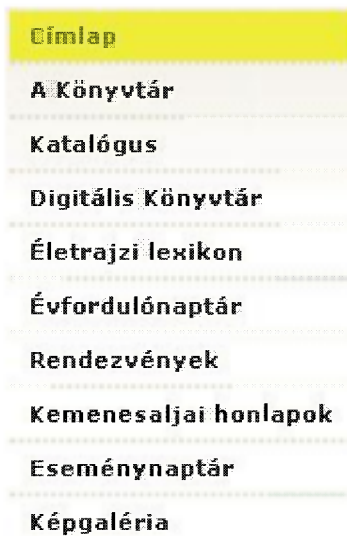 Címlap
A Könyvtár
Katalógus
Digitális Könyvtár
Életrajzi lexikon
Évfordulónaptár
Rendezvények
Kemenesaljai honlapok
Eseménynaptár
Képgaléria